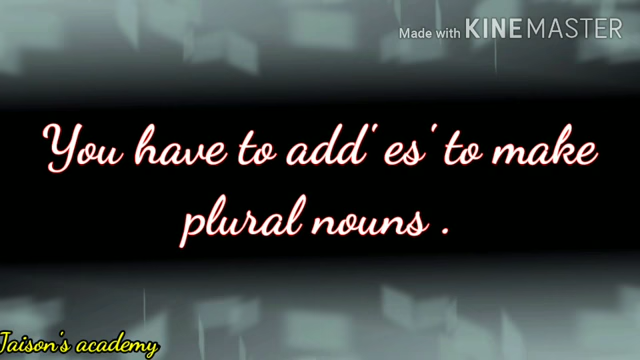 Made with KINEMASTER
You have to add' es' to make
plural nouns .
Jaison's academy